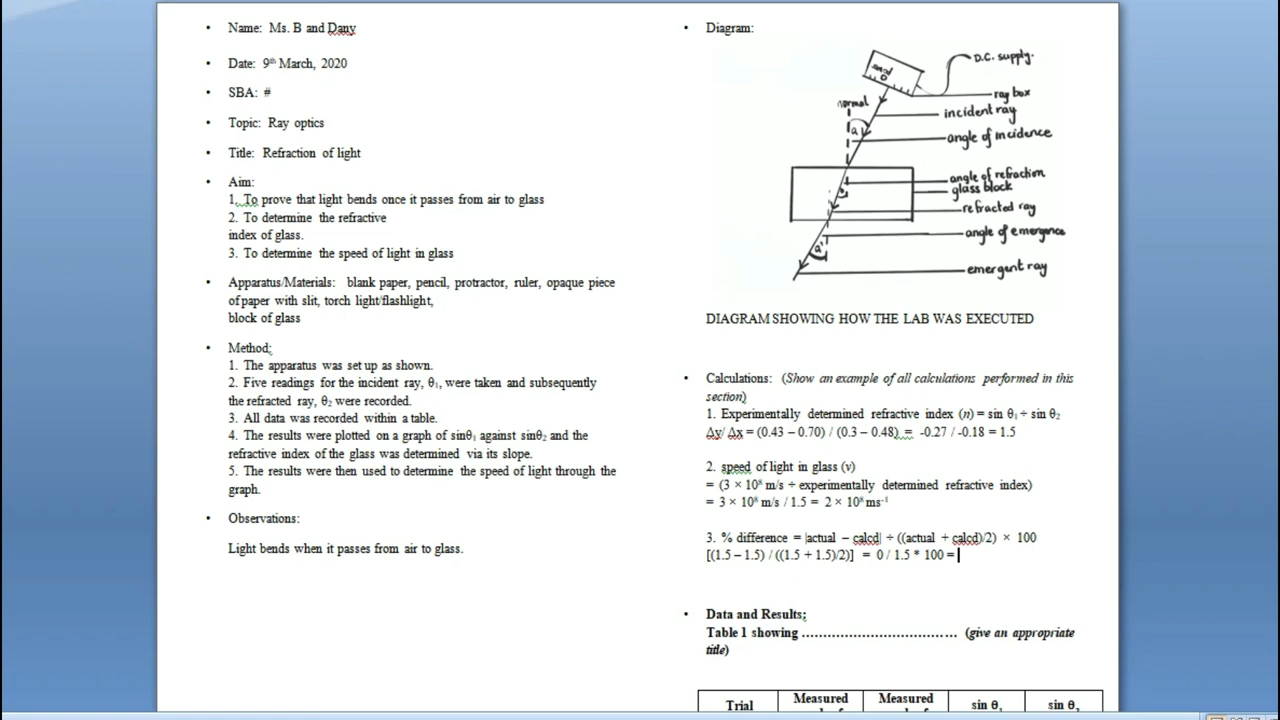 • Name: Ms. B and Dany
• Date: 9th March, 2020
• SBA: #
• Topic: Ray optics
• Title: Refraction of light
• Aim:
1. To prove that light bends once it passes from air to glass
2. To determine the refractive
index of glass.
3. To determine the speed of light in glass
• Apparatus/Materials: blank paper, pencil, protractor, ruler, opaque piece
of paper with slit, torch light/flashlight,
block of glass
• Method:
1. The apparatus was set up as shown.
2. Five readings for the incident ray, θ₁, were taken and subsequently
the refracted ray, θ₂ were recorded.
3. All data was recorded within a table.
4. The results were plotted on a graph of sinθ₁ against sinθ₂ and the
refractive index of the glass was determined via its slope.
5. The results were then used to determine the speed of light through the
graph.
• Observations:
Light bends when it passes from air to glass.
• Diagram:
D.C. supply.
ray box
normal
incident ray
a
angle of incidence
angle of refraction
glass block
refracted ray
angle of emergence
a'
emergent ray
DIAGRAM SHOWING HOW THE LAB WAS EXECUTED
• Calculations: (Show an example of all calculations performed in this
section)
1. Experimentally determined refractive index (n) = sin θ₁ ÷ sin θ₂
Δy/ Δx = (0.43 – 0.70) / (0.3 – 0.48) = -0.27 / -0.18 = 1.5
2. speed of light in glass (v)
= (3 × 10⁸ m/s ÷ experimentally determined refractive index)
= 3 × 10⁸ m/s / 1.5 = 2 × 10⁸ ms⁻¹
3. % difference = |actual – calcd| ÷ ((actual + calcd)/2) × 100
[(1.5 – 1.5) / ((1.5 + 1.5)/2)] = 0 / 1.5 * 100 =
• Data and Results:
Table 1 showing ………………………………. (give an appropriate
title)
Trial Measured Measured sin θ₁ sin θ₂